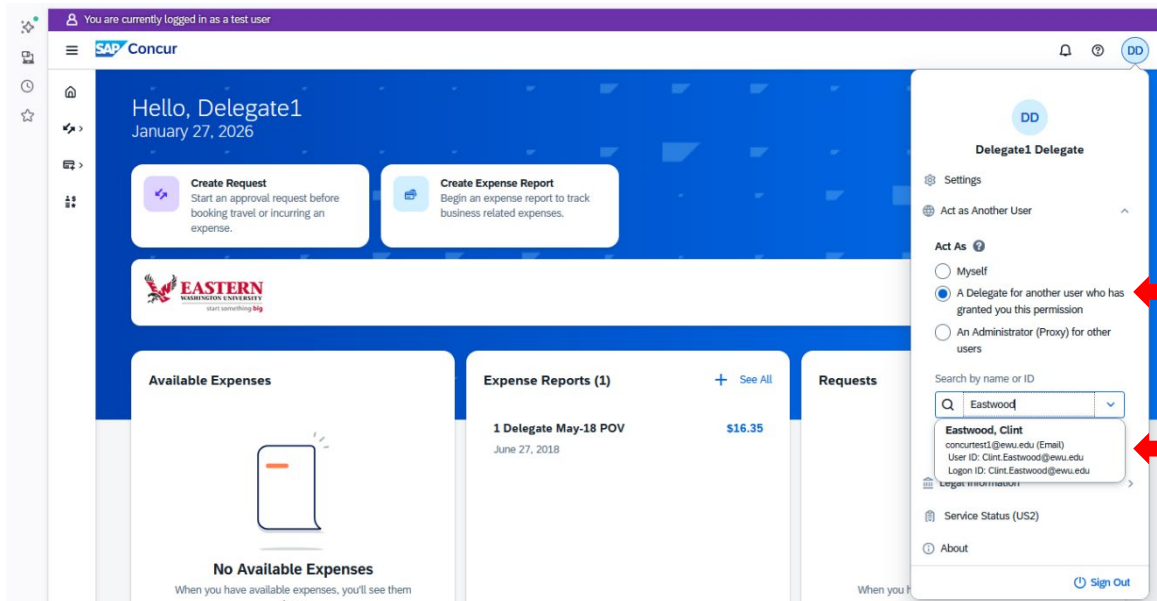 You are currently logged in as a test user
SAP Concur
DD
Hello, Delegate1
January 27, 2026
Create Request
Start an approval request before
booking travel or incurring an
expense.
Create Expense Report
Begin an expense report to track
business related expenses.
EASTERN
WASHINGTON UNIVERSITY
start something big
Available Expenses
No Available Expenses
When you have available expenses, you'll see them
Expense Reports (1)
See All
1 Delegate May-18 POV
$16.35
June 27, 2018
Requests
When you h
DD
Delegate1 Delegate
Settings
Act as Another User
Act As
Myself
A Delegate for another user who has
granted you this permission
An Administrator (Proxy) for other
users
Search by name or ID
Eastwood
Eastwood, Clint
concurtest1@ewu.edu (Email)
User ID: Clint.Eastwood@ewu.edu
Logon ID: Clint.Eastwood@ewu.edu
Legal Information
Service Status (US2)
About
Sign Out